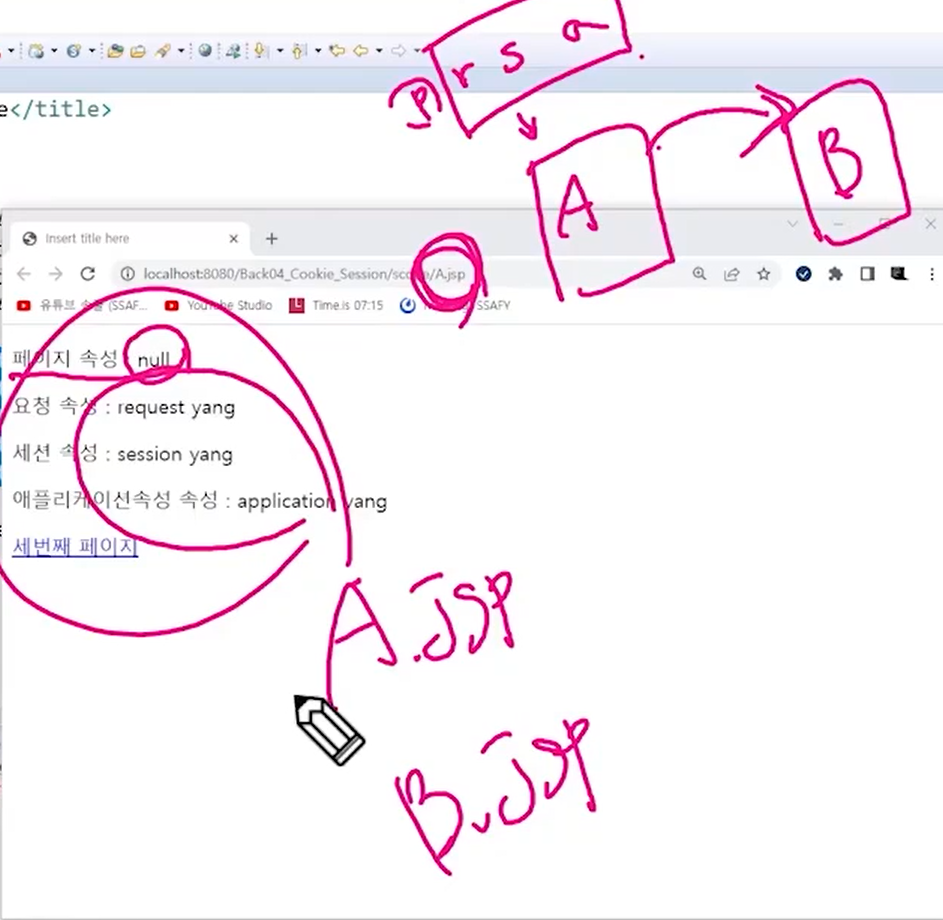 r s a
P
e</title>
A
B
Insert title here
localhost:8080/Back04_Cookie_Session/sco /A.jsp
유튜브 (SSAF...
YouTube Studio
Time.is 07:15
SSAFY
페이지 속성 : null
요청 속성 : request yang
세션 속성 : session yang
애플리케이션속성 속성 : application yang
세번째 페이지
A.jsp
B.jsp